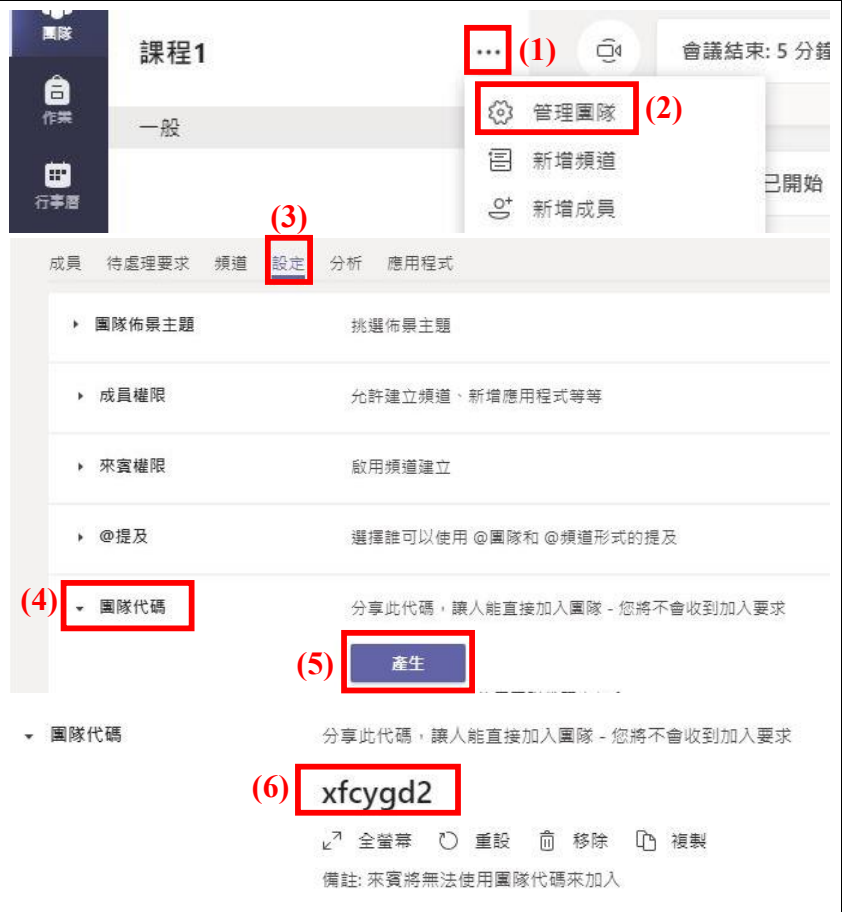 團隊
課程1
... (1)
會議結束: 5 分鐘
作業
管理團隊 (2)
一般
新增頻道
已開始
行事曆
新增成員
(3)
成員 待處理要求 頻道 設定 分析 應用程式
團隊佈景主題 挑選佈景主題
成員權限 允許建立頻道、新增應用程式等等
來賓權限 啟用頻道建立
@提及 選擇誰可以使用 @團隊和 @頻道形式的提及
(4) 團隊代碼 分享此代碼，讓人能直接加入團隊 - 您將不會收到加入要求
(5) 產生
團隊代碼 分享此代碼，讓人能直接加入團隊 - 您將不會收到加入要求
(6) xfcygd2
全螢幕 重設 移除 複製
備註: 來賓將無法使用團隊代碼來加入